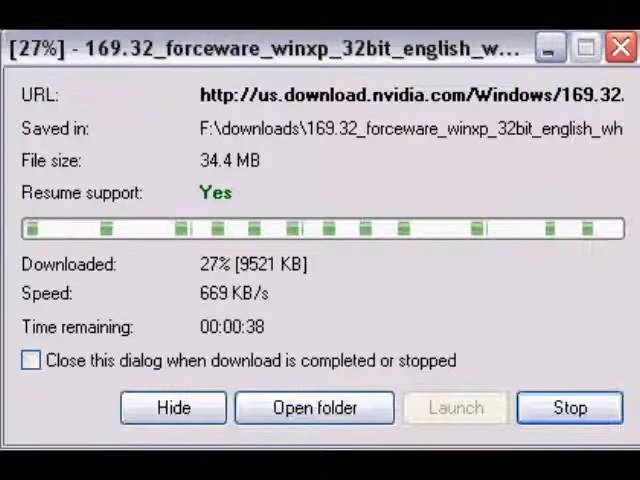 [27%] - 169.32_forceware_winxp_32bit_english_w...
URL: http://us.download.nvidia.com/Windows/169.32.
Saved in: F:\downloads\169.32_forceware_winxp_32bit_english_wh
File size: 34.4 MB
Resume support: Yes
Downloaded: 27% [9521 KB]
Speed: 669 KB/s
Time remaining: 00:00:38
Close this dialog when download is completed or stopped
Hide Open folder Launch Stop